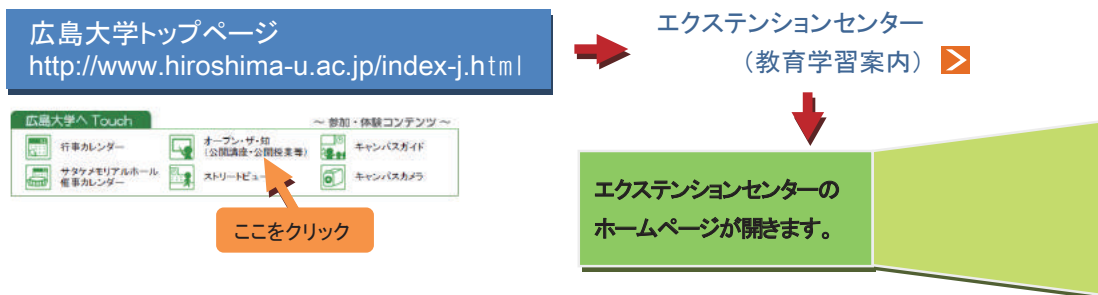 広島大学トップページ
http://www.hiroshima-u.ac.jp/index-j.html
エクステンションセンター
（教育学習案内）
広島大学へ Touch
～ 参加・体験コンテンツ ～
行事カレンダー
オープン・ザ・知
（公開講座・公開授業等）
キャンパスガイド
サタケメモリアルホール
催事カレンダー
ストリートビュー
キャンパスカメラ
ここをクリック
エクステンションセンターの
ホームページが開きます。